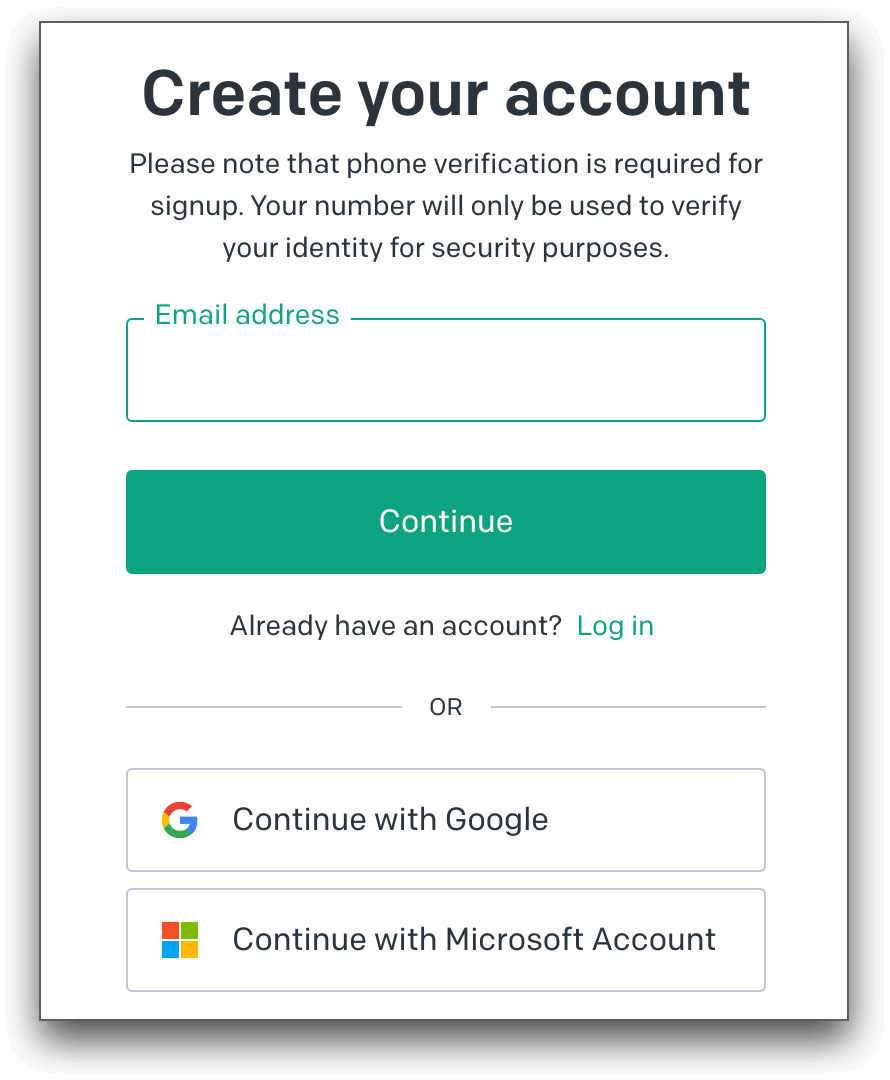 Create your account
Please note that phone verification is required for
signup. Your number will only be used to verify
your identity for security purposes.
Email address
Continue
Already have an account? Log in
OR
Continue with Google
Continue with Microsoft Account